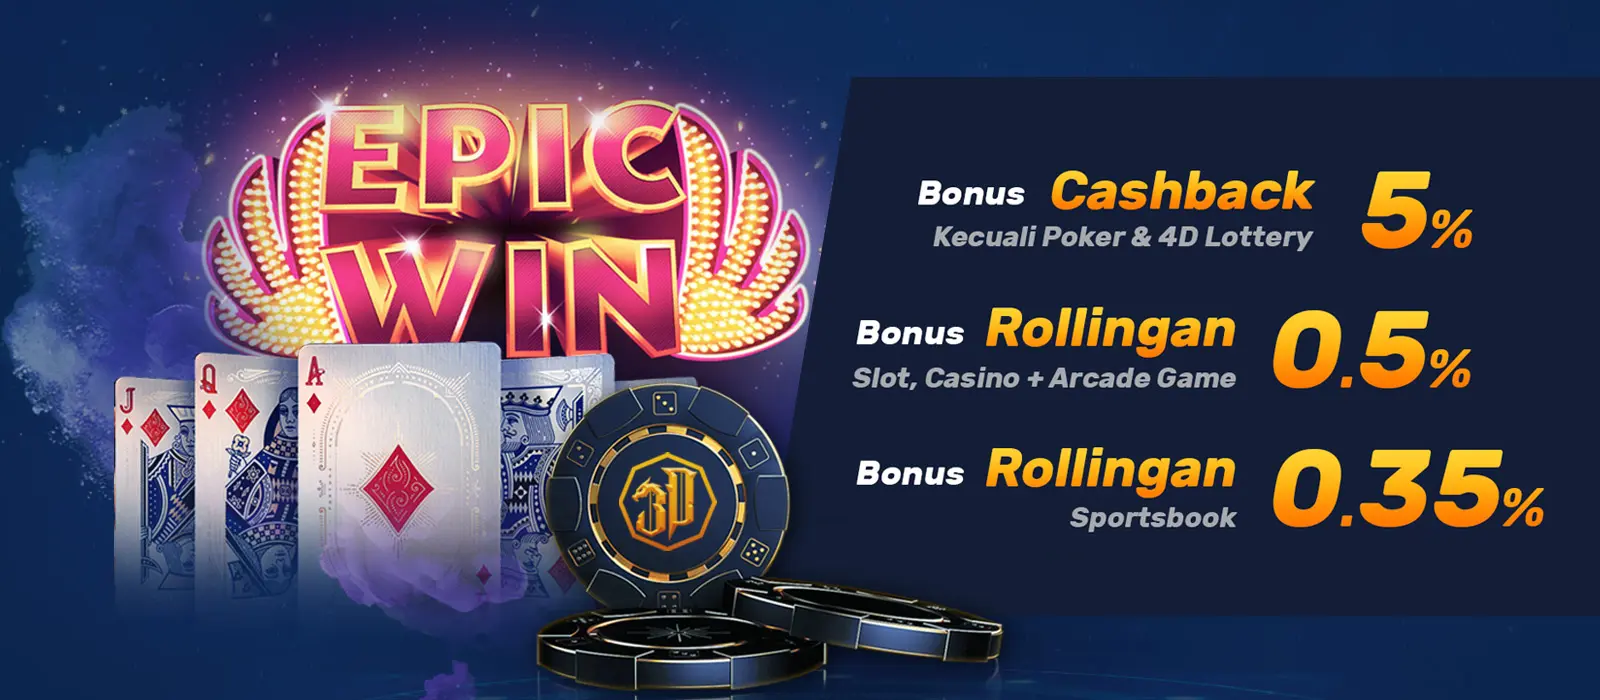 EPIC
WIN
J
Q
A
3D
Bonus Cashback 5%
Kecuali Poker & 4D Lottery
Bonus Rollingan 0.5%
Slot, Casino + Arcade Game
Bonus Rollingan 0.35%
Sportsbook